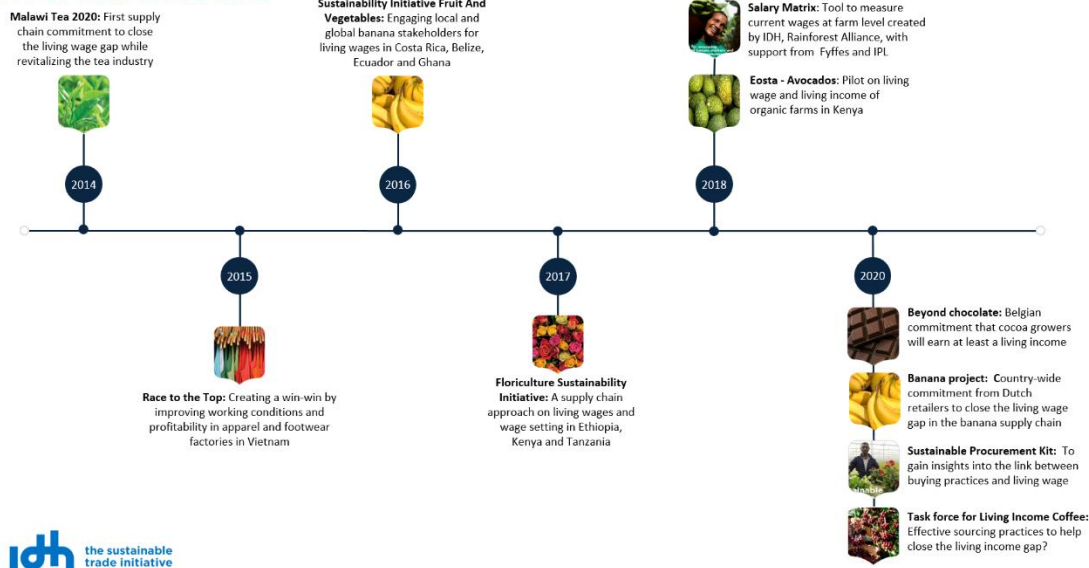 Malawi Tea 2020: First supply
chain commitment to close
the living wage gap while
revitalizing the tea industry
2014
2015
Race to the Top: Creating a win-win by
improving working conditions and
profitability in apparel and footwear
factories in Vietnam
Sustainability Initiative Fruit And
Vegetables: Engaging local and
global banana stakeholders for
living wages in Costa Rica, Belize,
Ecuador and Ghana
2016
2017
Floriculture Sustainability
Initiative: A supply chain
approach on living wages and
wage setting in Ethiopia,
Kenya and Tanzania
Salary Matrix: Tool to measure
current wages at farm level created
by IDH, Rainforest Alliance, with
support from Fyffes and IPL
Eosta - Avocados: Pilot on living
wage and living income of
organic farms in Kenya
2018
2020
Beyond chocolate: Belgian
commitment that cocoa growers
will earn at least a living income
Banana project: Country-wide
commitment from Dutch
retailers to close the living wage
gap in the banana supply chain
Sustainable Procurement Kit: To
gain insights into the link between
buying practices and living wage
Task force for Living Income Coffee:
Effective sourcing practices to help
close the living income gap?
idh the sustainable
trade initiative